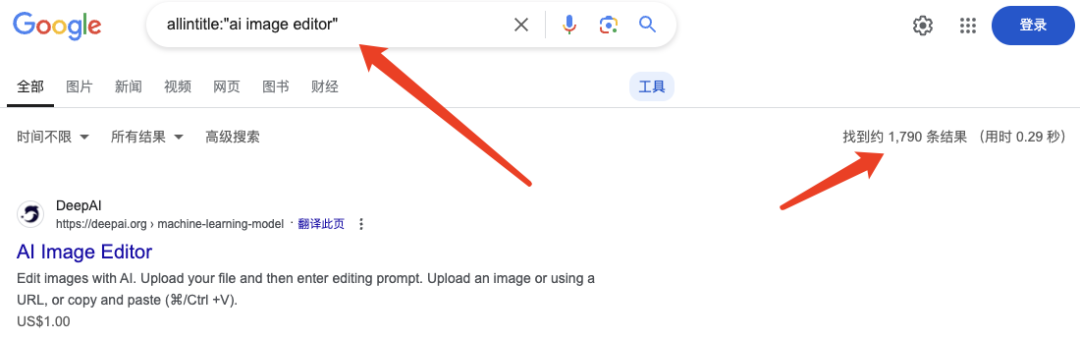 Google
allintitle:"ai image editor"
登录
全部 图片 新闻 视频 网页 图书 财经 工具
时间不限 所有结果 高级搜索 找到约 1,790 条结果 (用时 0.29 秒)
DeepAI
https://deepai.org › machine-learning-model · 翻译此页
AI Image Editor
Edit images with AI. Upload your file and then enter editing prompt. Upload an image or using a
URL, or copy and paste (⌘/Ctrl +V).
US$1.00